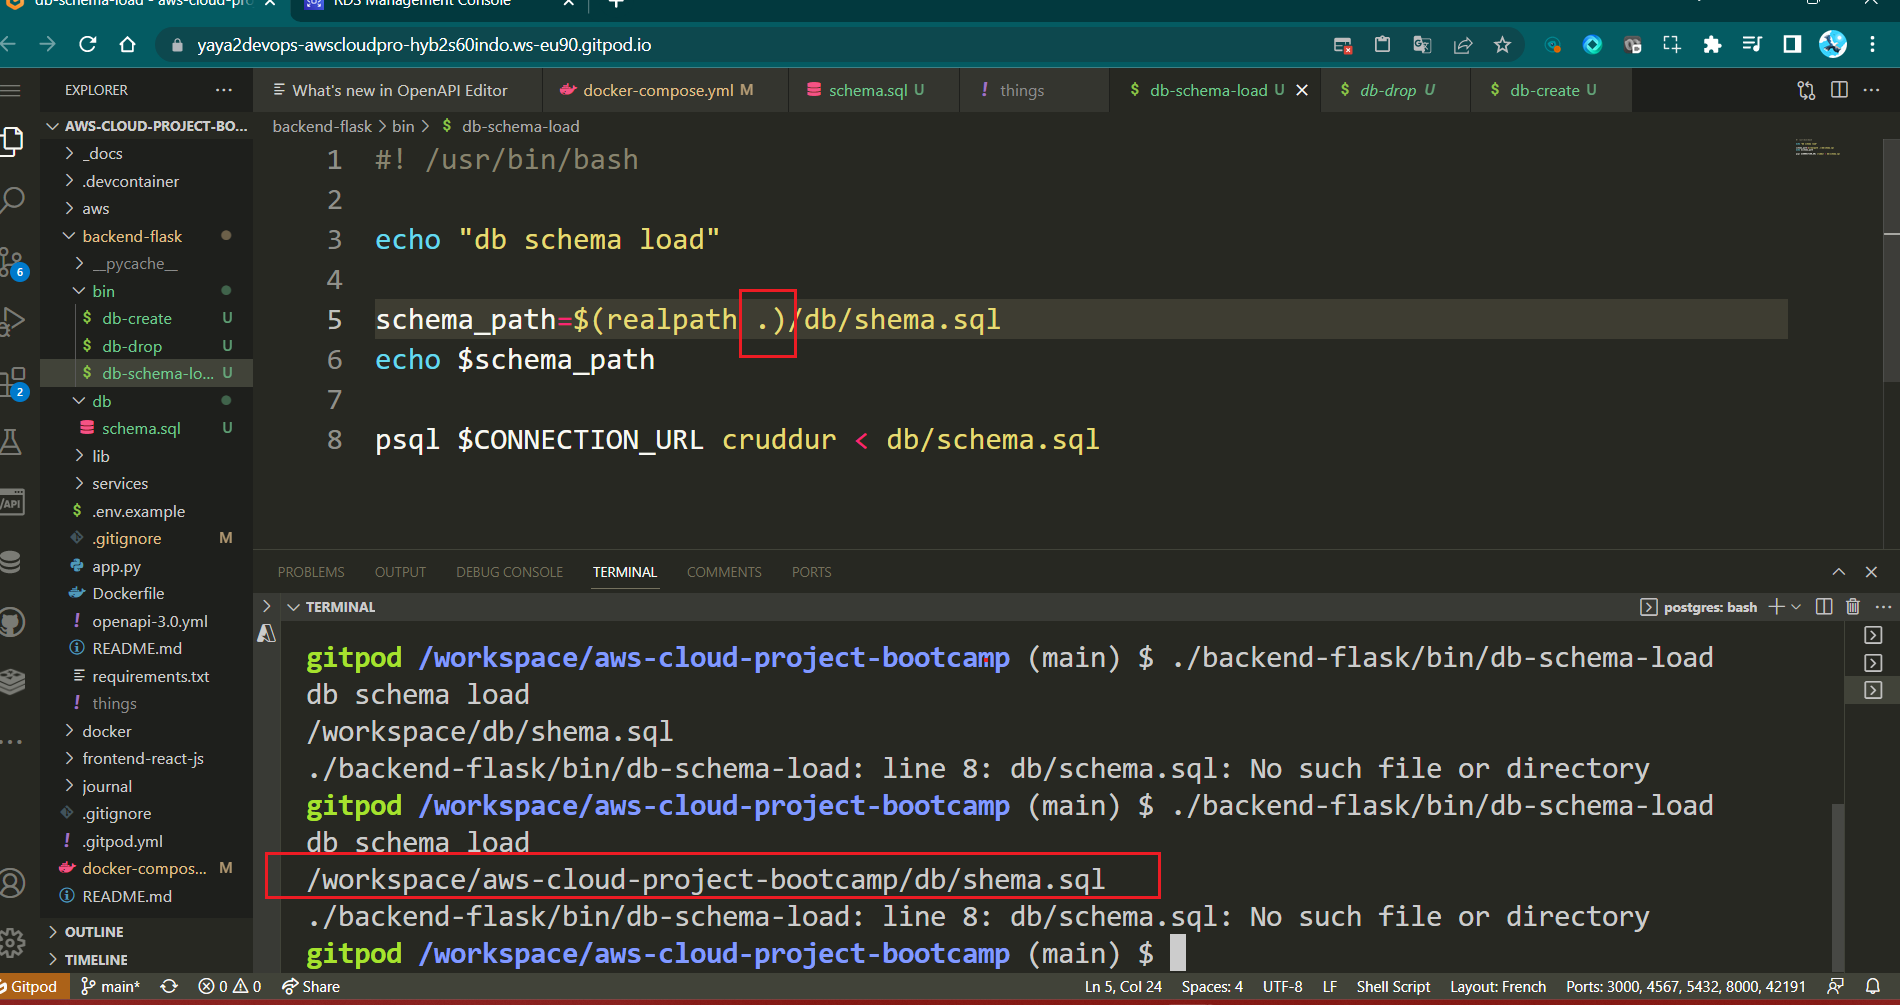 db-schema-load - aws-cloud-pro
RDS Management Console
yaya2devops-awscloudpro-hyb2s60indo.ws-eu90.gitpod.io
EXPLORER
What's new in OpenAPI Editor
docker-compose.yml M
schema.sql U
! things
$ db-schema-load U
$ db-drop U
$ db-create U
AWS-CLOUD-PROJECT-BO...
backend-flask > bin > $ db-schema-load
_docs
.devcontainer
aws
backend-flask
__pycache__
bin
$ db-create U
$ db-drop U
$ db-schema-lo... U
db
schema.sql U
lib
services
$ .env.example
.gitignore M
app.py
Dockerfile
! openapi-3.0.yml
README.md
requirements.txt
! things
docker
frontend-react-js
journal
.gitignore
! .gitpod.yml
docker-compos... M
README.md
OUTLINE
TIMELINE
6
2
/API
1 #! /usr/bin/bash
2
3 echo "db schema load"
4
5 schema_path=$(realpath .)/db/shema.sql
6 echo $schema_path
7
8 psql $CONNECTION_URL cruddur < db/schema.sql
PROBLEMS OUTPUT DEBUG CONSOLE TERMINAL COMMENTS PORTS
TERMINAL
postgres: bash
gitpod /workspace/aws-cloud-project-bootcamp (main) $ ./backend-flask/bin/db-schema-load
db schema load
/workspace/db/shema.sql
./backend-flask/bin/db-schema-load: line 8: db/schema.sql: No such file or directory
gitpod /workspace/aws-cloud-project-bootcamp (main) $ ./backend-flask/bin/db-schema-load
db schema load
/workspace/aws-cloud-project-bootcamp/db/shema.sql
./backend-flask/bin/db-schema-load: line 8: db/schema.sql: No such file or directory
gitpod /workspace/aws-cloud-project-bootcamp (main) $
Gitpod main* 0 0 Share Ln 5, Col 24 Spaces: 4 UTF-8 LF Shell Script Layout: French Ports: 3000, 4567, 5432, 8000, 42191